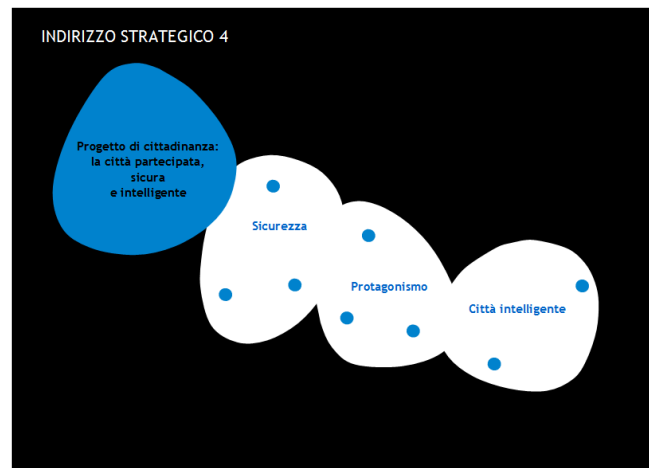 INDIRIZZO STRATEGICO 4
Progetto di cittadinanza:
la città partecipata,
sicura
e intelligente
Sicurezza
Protagonismo
Città intelligente